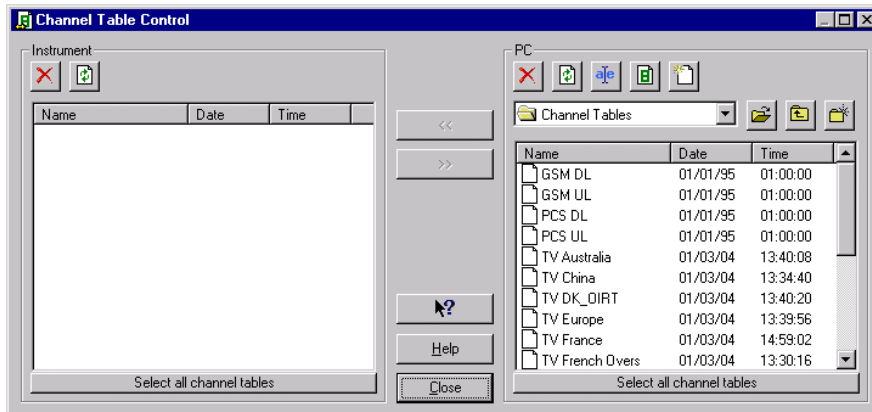 Channel Table Control
Instrument
Name Date Time
Select all channel tables
<<
>>
?
Help
Close
PC
a e
Channel Tables
Name Date Time
GSM DL 01/01/95 01:00:00
GSM UL 01/01/95 01:00:00
PCS DL 01/01/95 01:00:00
PCS UL 01/01/95 01:00:00
TV Australia 01/03/04 13:40:08
TV China 01/03/04 13:34:40
TV DK_OIRT 01/03/04 13:40:20
TV Europe 01/03/04 13:39:56
TV France 01/03/04 14:59:02
TV French Overs 01/03/04 13:30:16
Select all channel tables